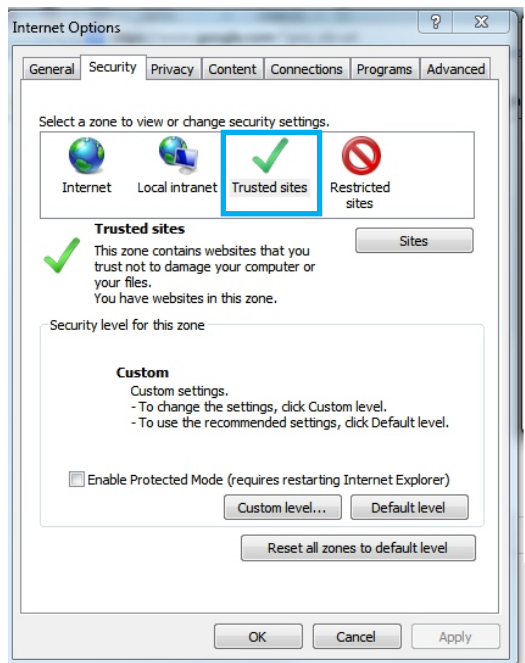 Internet Options
General Security Privacy Content Connections Programs Advanced
Select a zone to view or change security settings.
Internet Local intranet Trusted sites Restricted
sites
Trusted sites
Sites
This zone contains websites that you
trust not to damage your computer or
your files.
You have websites in this zone.
Security level for this zone
Custom
Custom settings.
- To change the settings, click Custom level.
- To use the recommended settings, click Default level.
Enable Protected Mode (requires restarting Internet Explorer)
Custom level... Default level
Reset all zones to default level
OK Cancel Apply